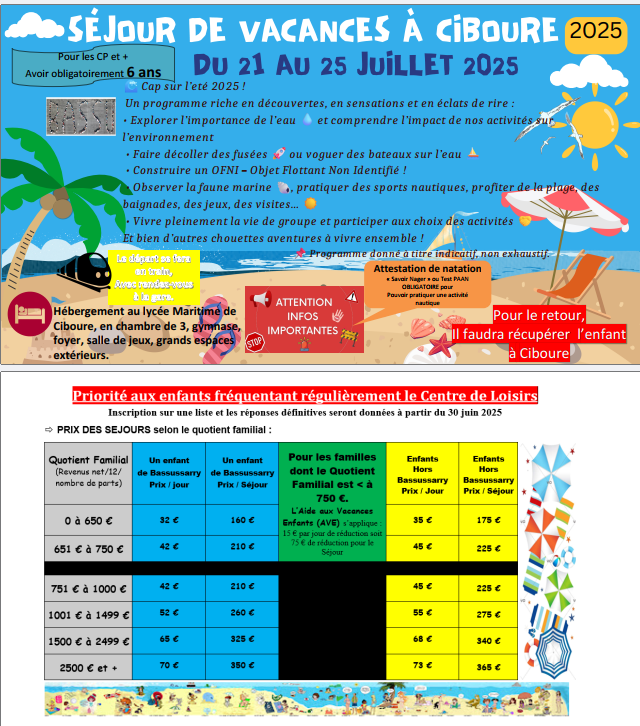 SÉJOUR DE VACANCES À CIBOURE
2025
DU 21 AU 25 JUILLET 2025
Pour les CP et +
Avoir obligatoirement 6 ans
Cap sur l'été 2025 !
Un programme riche en découvertes, en sensations et en éclats de rire :
• Explorer l'importance de l'eau 💧 et comprendre l'impact de nos activités sur
l'environnement
• Faire décoller des fusées 🚀 ou voguer des bateaux sur l'eau ⛵
• Construire un OFNI – Objet Flottant Non Identifié !
• Observer la faune marine 🐚, pratiquer des sports nautiques, profiter de la plage, des
baignades, des jeux, des visites…
• Vivre pleinement la vie de groupe et participer aux choix des activités
Et bien d'autres chouettes aventures à vivre ensemble !
📌 Programme donné à titre indicatif, non exhaustif.
Le départ se fera
en train,
à la gare.
Hébergement au lycée Maritime de
Ciboure, en chambre de 3, gymnase,
foyer, salle de jeux, grands espaces
extérieurs.
ATTENTION
INFOS
IMPORTANTES
STOP
Attestation de natation
« Savoir Nager » ou Test PAAN
OBLIGATOIRE pour
Pouvoir pratiquer une activité
nautique
Pour le retour,
Il faudra récupérer l'enfant
à Ciboure
Priorité aux enfants fréquentant régulièrement le Centre de Loisirs
Inscription sur une liste et les réponses définitives seront données à partir du 30 juin 2025
⇨ PRIX DES SEJOURS selon le quotient familial :
Quotient Familial
(Revenus net/12/
nombre de parts)
Un enfant
de Bassussarry
Prix / jour
Un enfant
de Bassussarry
Prix / Séjour
Pour les familles
dont le Quotient
Familial est < à
750 €.
L'Aide aux Vacances
Enfants (AVE) s'applique :
15 € par jour de réduction soit
75 € de réduction pour le
Séjour
Enfants
Hors
Bassussarry
Prix / Jour
Enfants
Hors
Bassussarry
Prix / Séjour
0 à 650 € 32 € 160 € 35 € 175 €
651 € à 750 € 42 € 210 € 45 € 225 €
751 € à 1000 € 42 € 210 € 45 € 225 €
1001 € à 1499 € 52 € 260 € 55 € 275 €
1500 € à 2499 € 65 € 325 € 68 € 340 €
2500 € et + 70 € 350 € 73 € 365 €